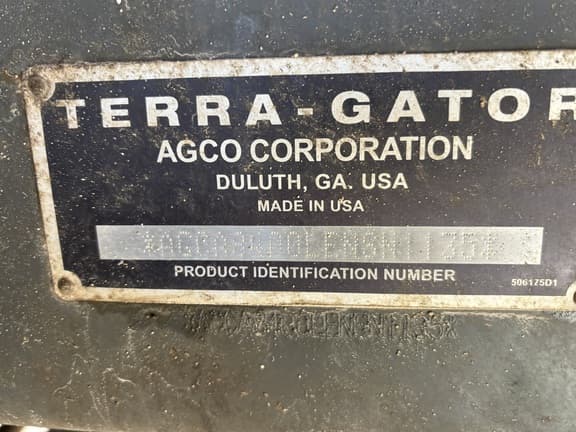 TERRA-GATOR
AGCO CORPORATION
DULUTH, GA. USA
MADE IN USA
PRODUCT IDENTIFICATION NUMBER
506175D1